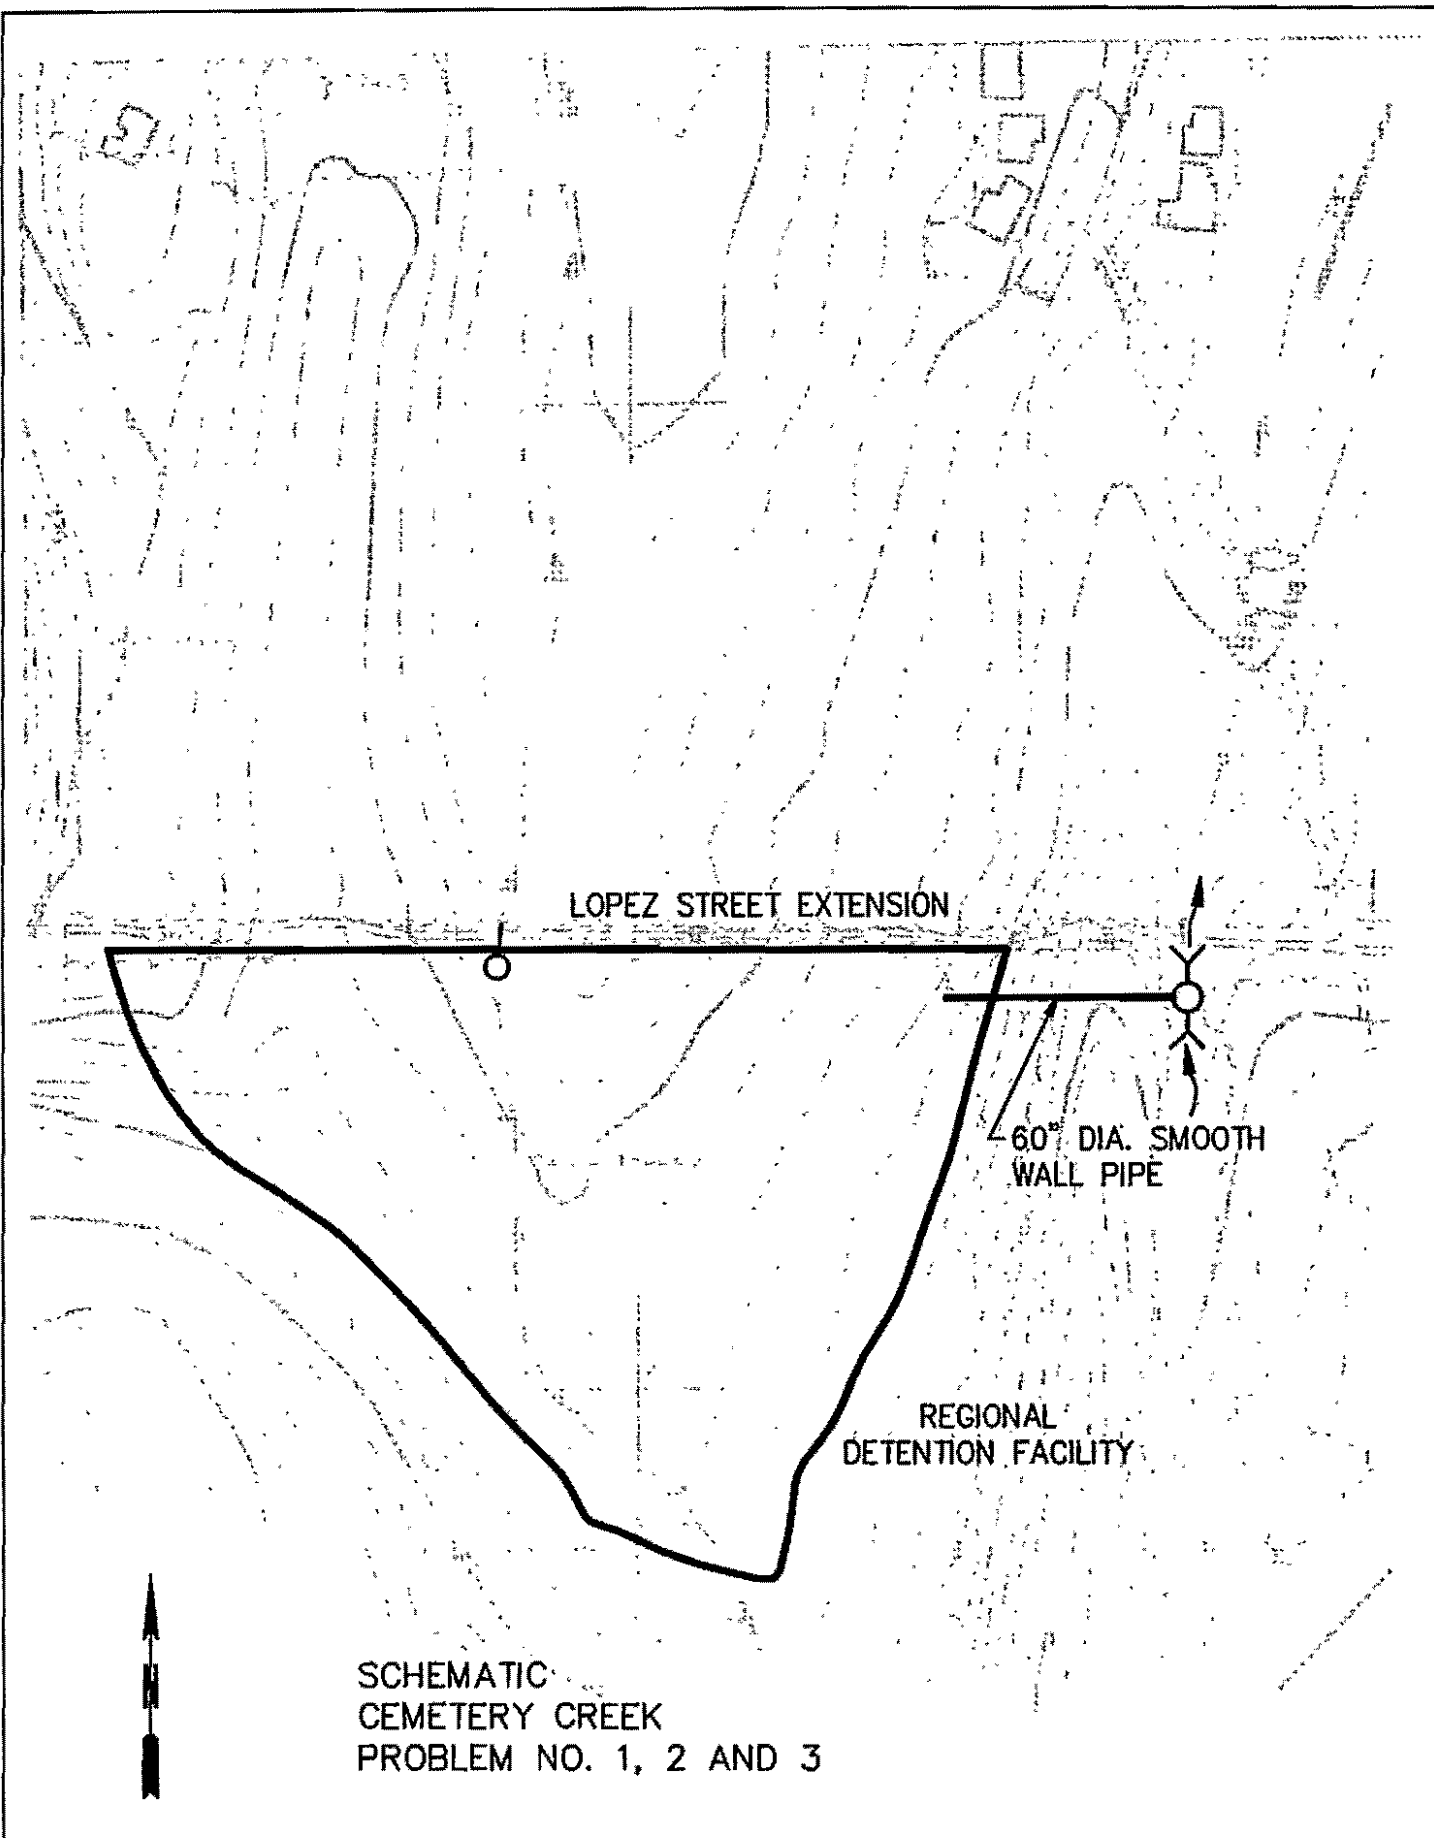 LOPEZ STREET EXTENSION
60" DIA. SMOOTH
WALL PIPE
REGIONAL
DETENTION FACILITY
N
SCHEMATIC
CEMETERY CREEK
PROBLEM NO. 1, 2 AND 3